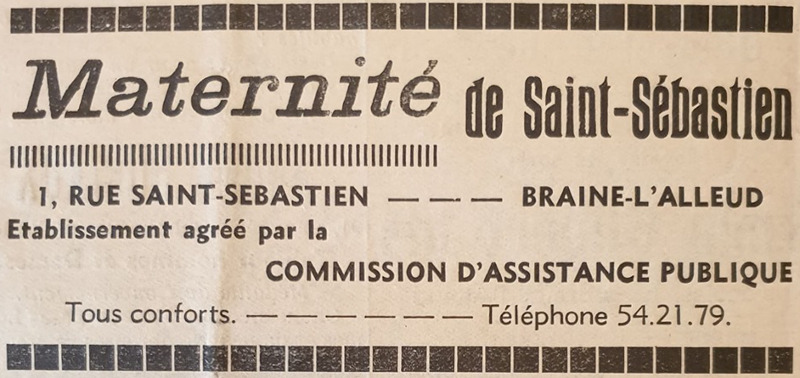 Maternité de Saint-Sébastien
1, RUE SAINT-SEBASTIEN — — — BRAINE-L'ALLEUD
Etablissement agréé par la
COMMISSION D'ASSISTANCE PUBLIQUE
Tous conforts. — — — — — — Téléphone 54.21.79.